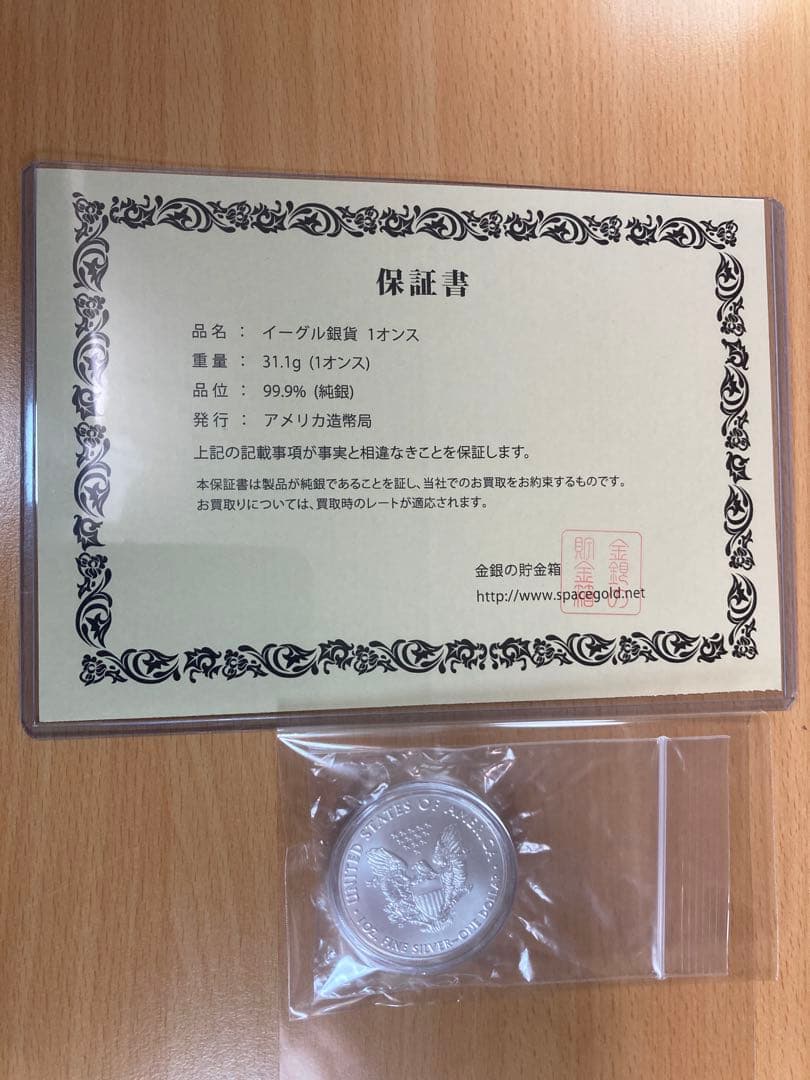 保証書
品名 ： イーグル銀貨 1オンス
重量 ： 31.1g (1オンス)
品位 ： 99.9% (純銀)
発行 ： アメリカ造幣局
上記の記載事項が事実と相違なきことを保証します。
本保証書は製品が純銀であることを証し、当社でのお買取をお約束するものです。
お買取りについては、買取時のレートが適応されます。
金銀の貯金箱
http://www.spacegold.net
金銀の
貯金箱
UNITED STATES OF AMERICA
1 OZ. FINE SILVER~ONE DOLLAR